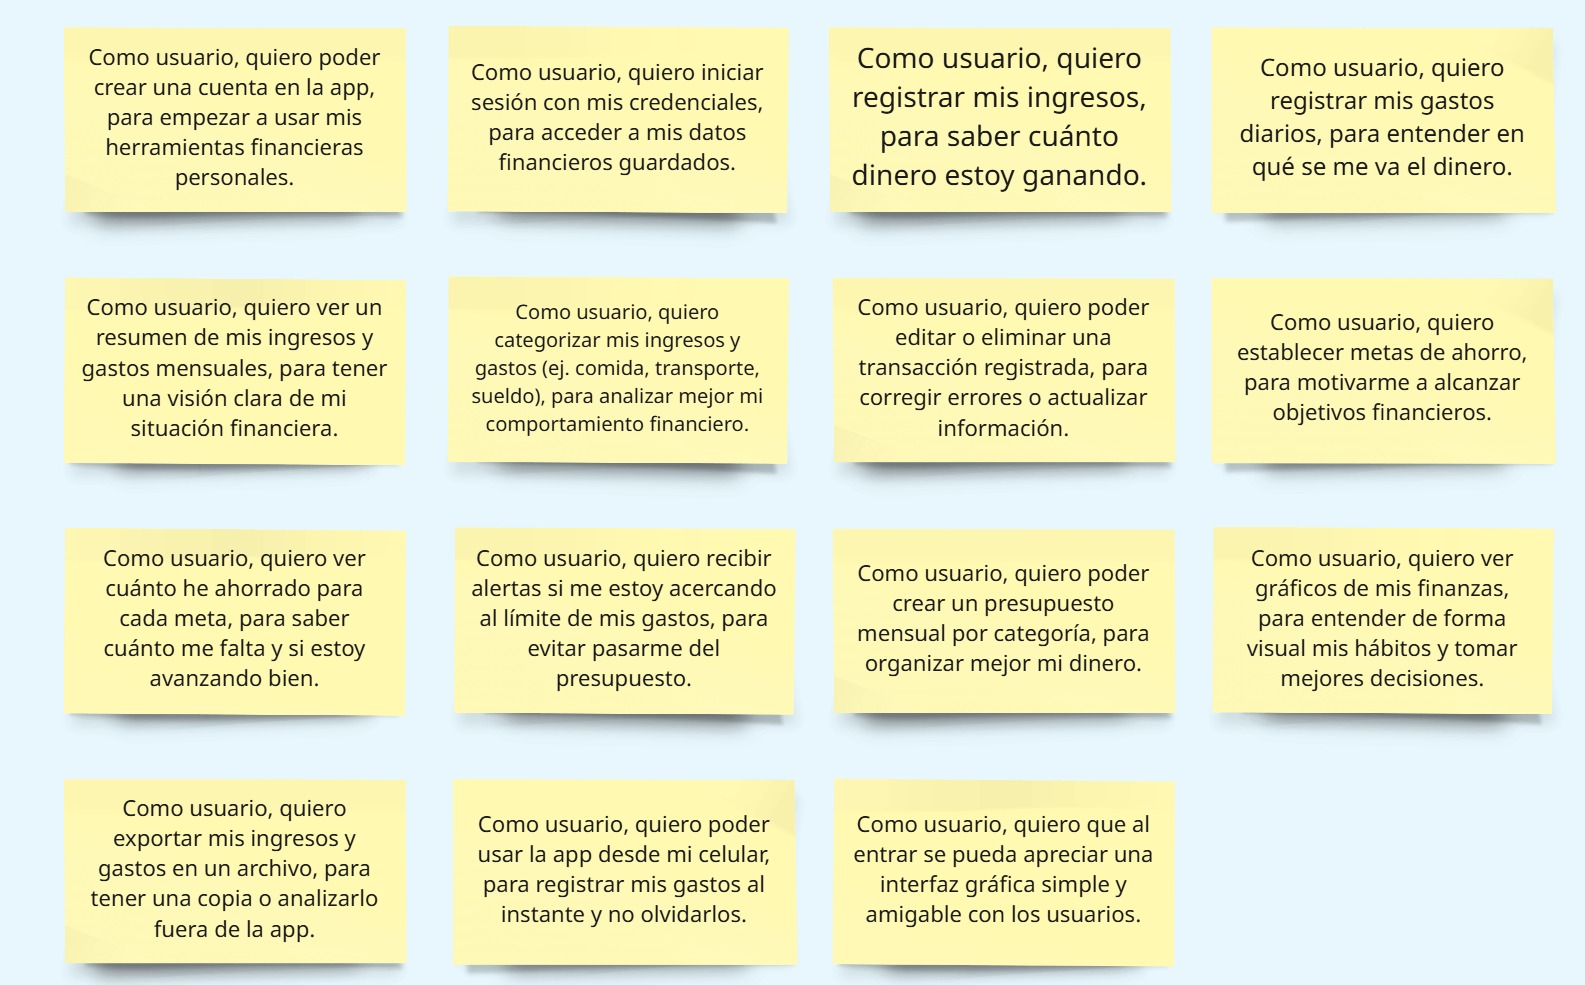 Como usuario, quiero poder
crear una cuenta en la app,
para empezar a usar mis
herramientas financieras
personales.
Como usuario, quiero iniciar
sesión con mis credenciales,
para acceder a mis datos
financieros guardados.
Como usuario, quiero
registrar mis ingresos,
para saber cuánto
dinero estoy ganando.
Como usuario, quiero
registrar mis gastos
diarios, para entender en
qué se me va el dinero.
Como usuario, quiero ver un
resumen de mis ingresos y
gastos mensuales, para tener
una visión clara de mi
situación financiera.
Como usuario, quiero
categorizar mis ingresos y
gastos (ej. comida, transporte,
sueldo), para analizar mejor mi
comportamiento financiero.
Como usuario, quiero poder
editar o eliminar una
transacción registrada, para
corregir errores o actualizar
información.
Como usuario, quiero
establecer metas de ahorro,
para motivarme a alcanzar
objetivos financieros.
Como usuario, quiero ver
cuánto he ahorrado para
cada meta, para saber
cuánto me falta y si estoy
avanzando bien.
Como usuario, quiero recibir
alertas si me estoy acercando
al límite de mis gastos, para
evitar pasarme del
presupuesto.
Como usuario, quiero poder
crear un presupuesto
mensual por categoría, para
organizar mejor mi dinero.
Como usuario, quiero ver
gráficos de mis finanzas,
para entender de forma
visual mis hábitos y tomar
mejores decisiones.
Como usuario, quiero
exportar mis ingresos y
gastos en un archivo, para
tener una copia o analizarlo
fuera de la app.
Como usuario, quiero poder
usar la app desde mi celular,
para registrar mis gastos al
instante y no olvidarlos.
Como usuario, quiero que al
entrar se pueda apreciar una
interfaz gráfica simple y
amigable con los usuarios.